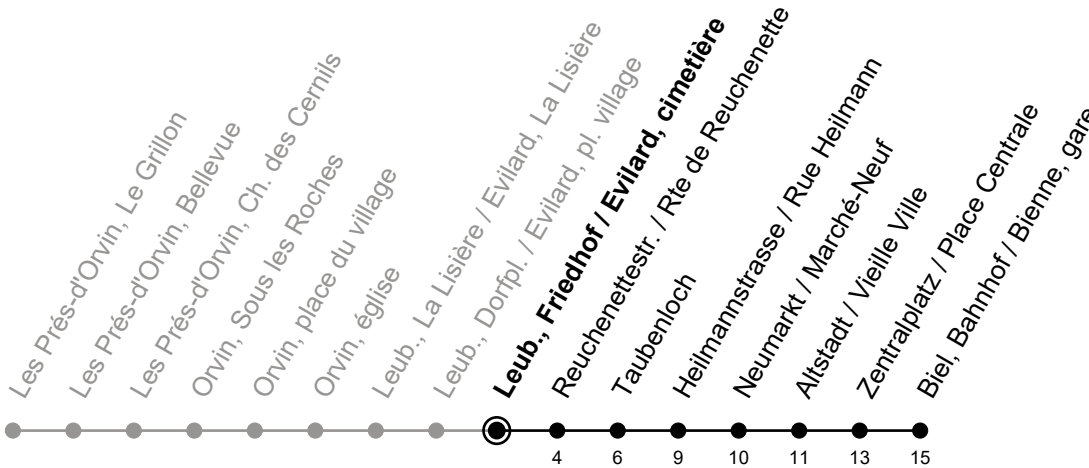 Les Prés-d'Orvin, Le Grillon
Les Prés-d'Orvin, Bellevue
Les Prés-d'Orvin, Ch. des Cernils
Orvin, Sous les Roches
Orvin, place du village
Orvin, église
Leub., La Lisière / Evilard, La Lisière
Leub., Dorfpl. / Evilard, pl. village
Leub., Friedhof / Evilard, cimetière
Reuchenettestr. / Rte de Reuchenette
Taubenloch
Heilmannstrasse / Rue Heilmann
Neumarkt / Marché-Neuf
Altstadt / Vieille Ville
Zentralplatz / Place Centrale
Biel, Bahnhof / Bienne, gare
4 6 9 10 11 13 15